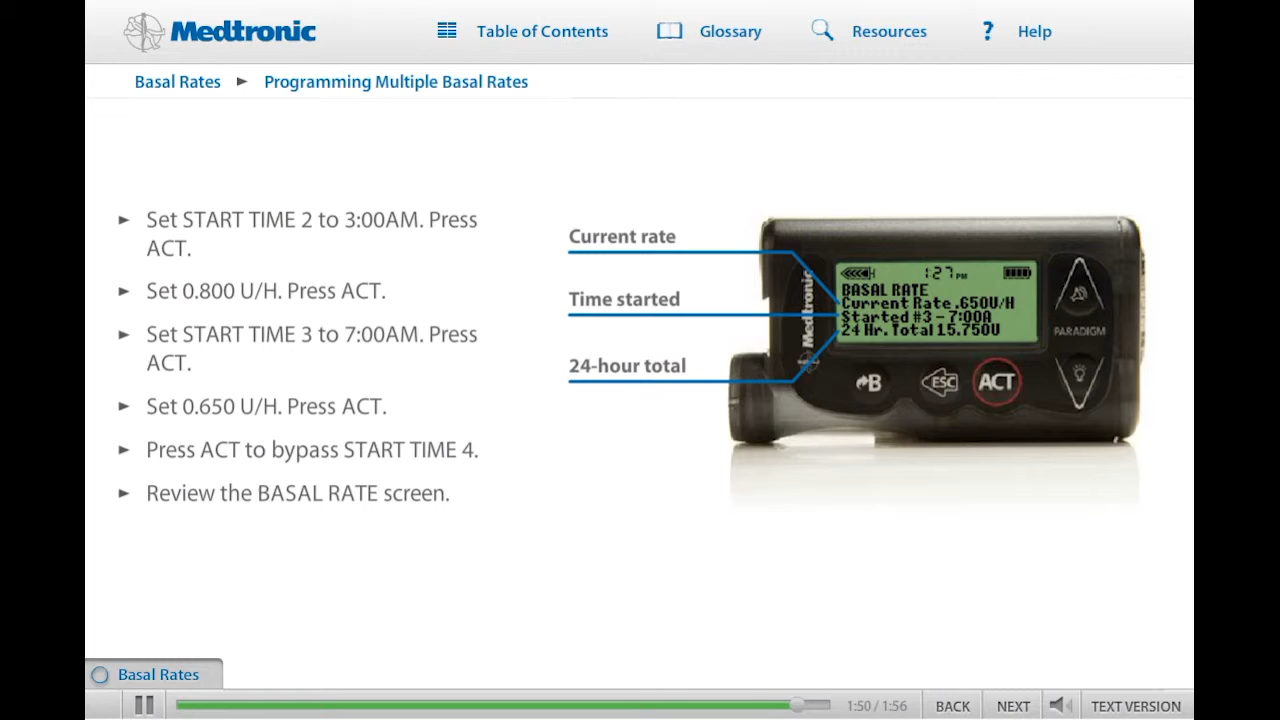 Medtronic
Table of Contents
Glossary
Resources
? Help
Basal Rates ► Programming Multiple Basal Rates
► Set START TIME 2 to 3:00AM. Press
ACT.
► Set 0.800 U/H. Press ACT.
► Set START TIME 3 to 7:00AM. Press
ACT.
► Set 0.650 U/H. Press ACT.
► Press ACT to bypass START TIME 4.
► Review the BASAL RATE screen.
Current rate
Time started
24-hour total
Medtronic
1:27 PM
BASAL RATE
Current Rate .650U/H
Started #3 - 7:00A
24 Hr. Total 15.750U
PARADIGM
B
ESC
ACT
Basal Rates
1:50 / 1:56
BACK
NEXT
TEXT VERSION